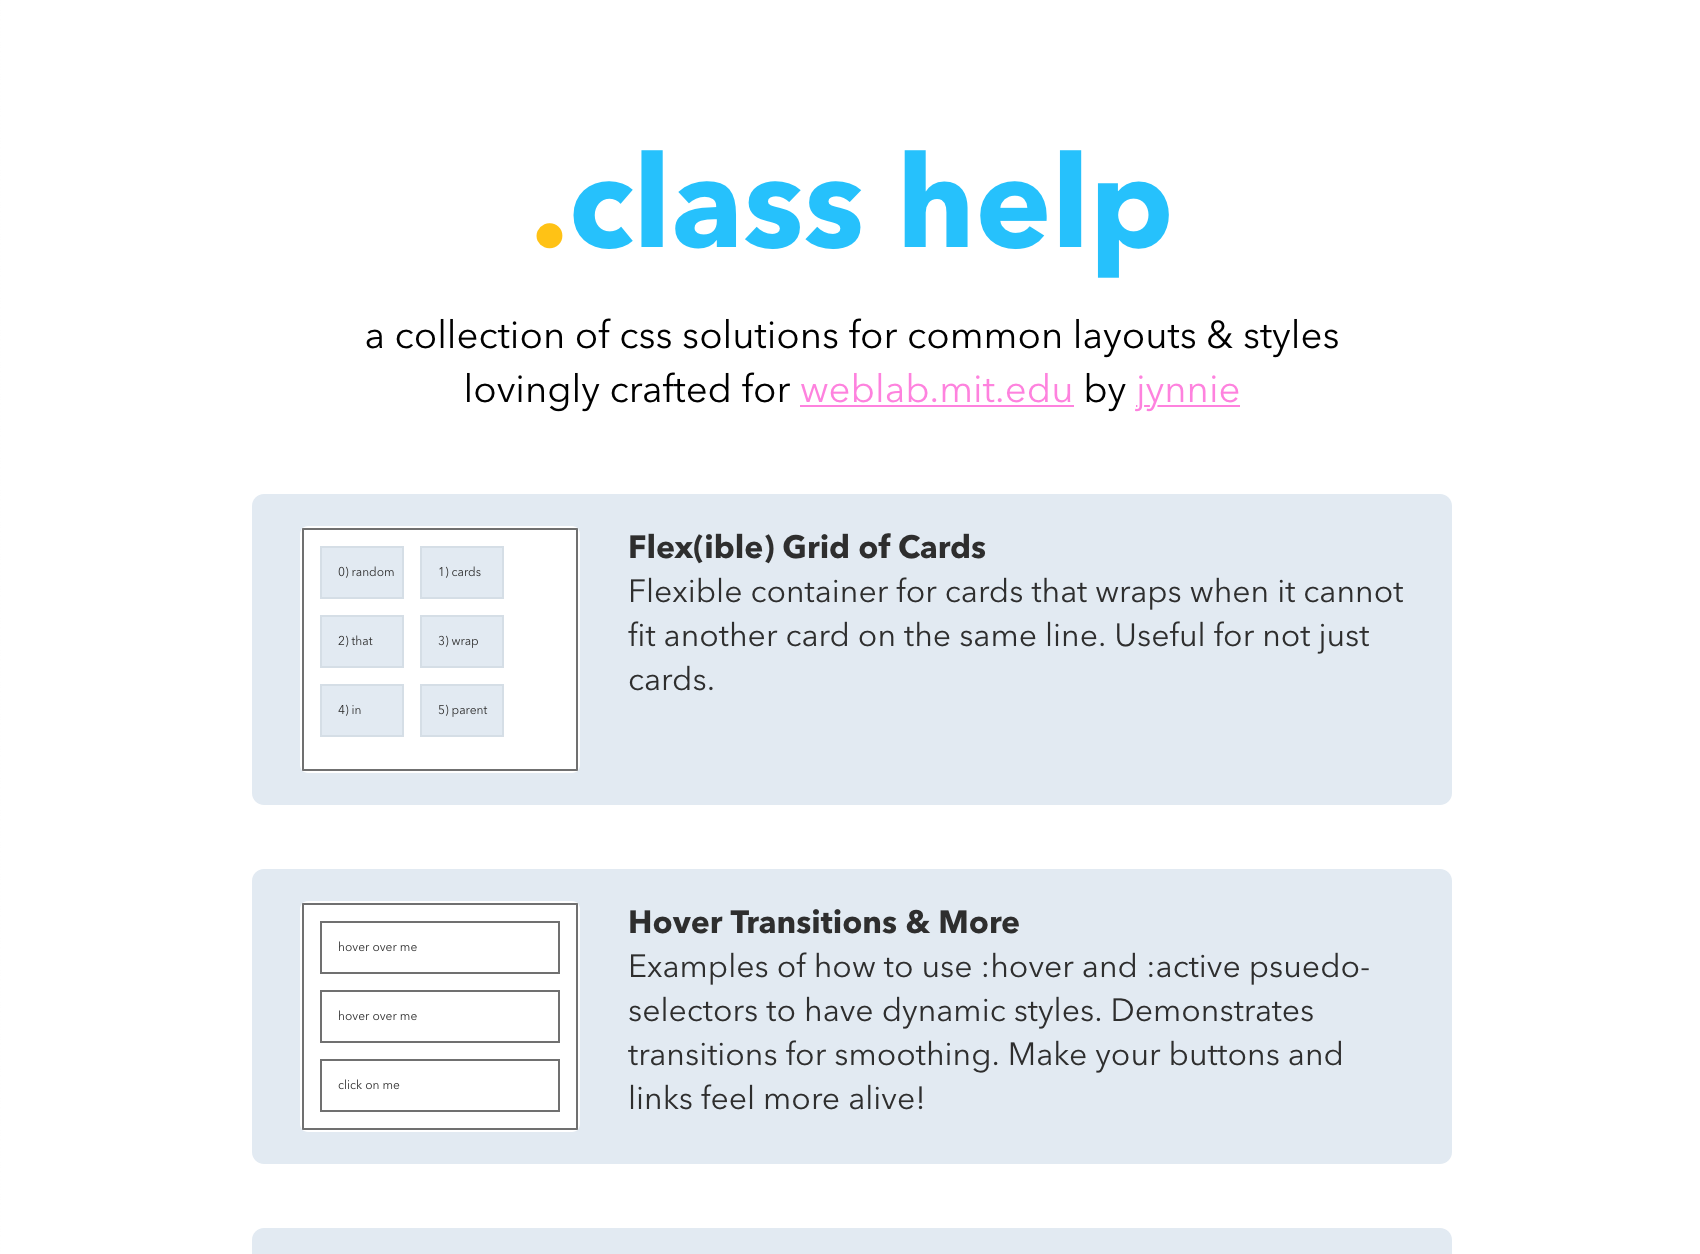 .class help
a collection of css solutions for common layouts & styles
lovingly crafted for weblab.mit.edu by jynnie
0) random 1) cards
2) that 3) wrap
4) in 5) parent
Flex(ible) Grid of Cards
Flexible container for cards that wraps when it cannot
fit another card on the same line. Useful for not just
cards.
hover over me
hover over me
click on me
Hover Transitions & More
Examples of how to use :hover and :active psuedo-
selectors to have dynamic styles. Demonstrates
transitions for smoothing. Make your buttons and
links feel more alive!